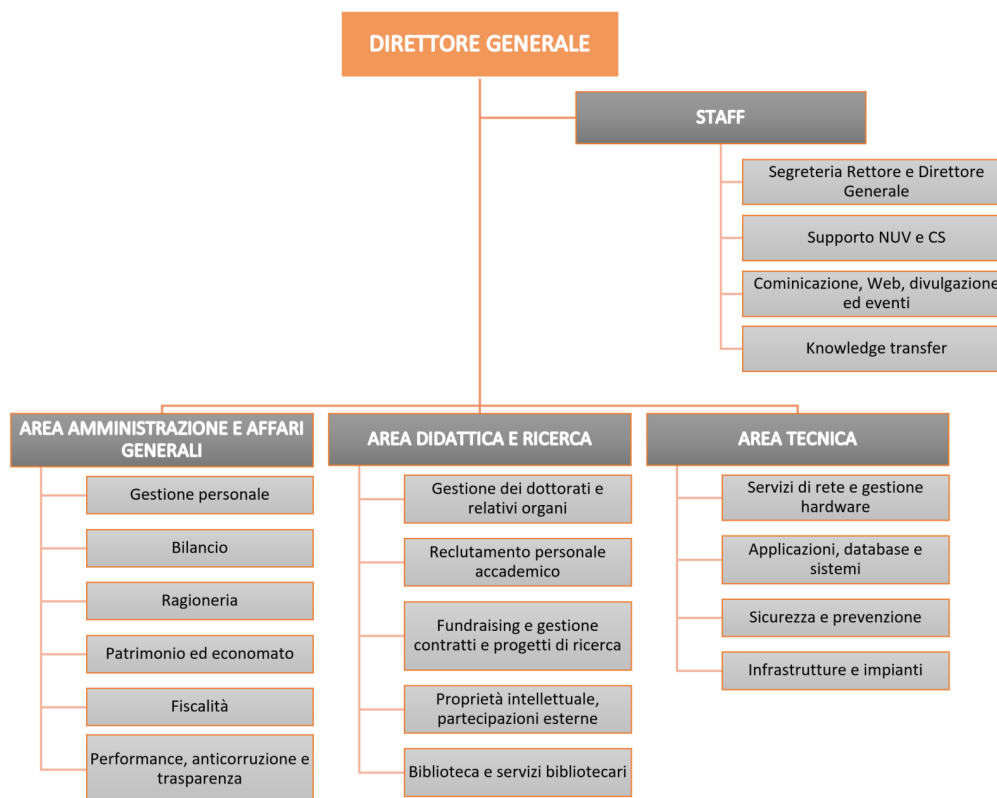 DIRETTORE GENERALE
STAFF
Segreteria Rettore e Direttore
Generale
Supporto NUV e CS
Cominicazione, Web, divulgazione
ed eventi
Knowledge transfer
AREA AMMINISTRAZIONE E AFFARI
GENERALI
Gestione personale
Bilancio
Ragioneria
Patrimonio ed economato
Fiscalità
Performance, anticorruzione e
trasparenza
AREA DIDATTICA E RICERCA
Gestione dei dottorati e
relativi organi
Reclutamento personale
accademico
Fundraising e gestione
contratti e progetti di ricerca
Proprietà intellettuale,
partecipazioni esterne
Biblioteca e servizi bibliotecari
AREA TECNICA
Servizi di rete e gestione
hardware
Applicazioni, database e
sistemi
Sicurezza e prevenzione
Infrastrutture e impianti